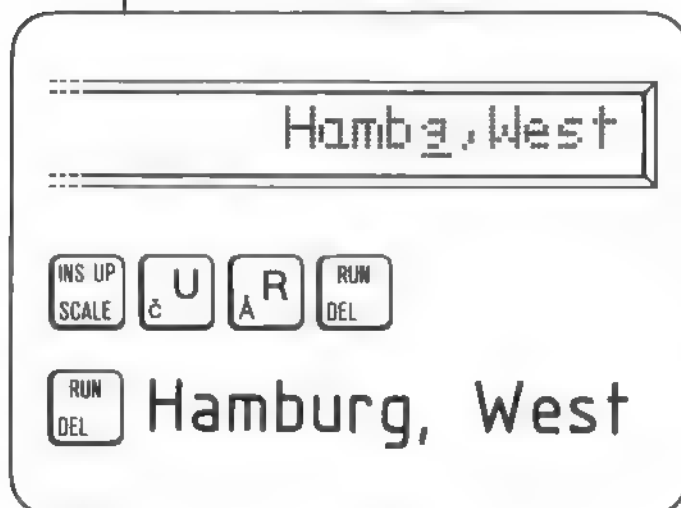 Hambg,West
INS UP
SCALE
č U
Å R
RUN
DEL
RUN
DEL
Hamburg, West